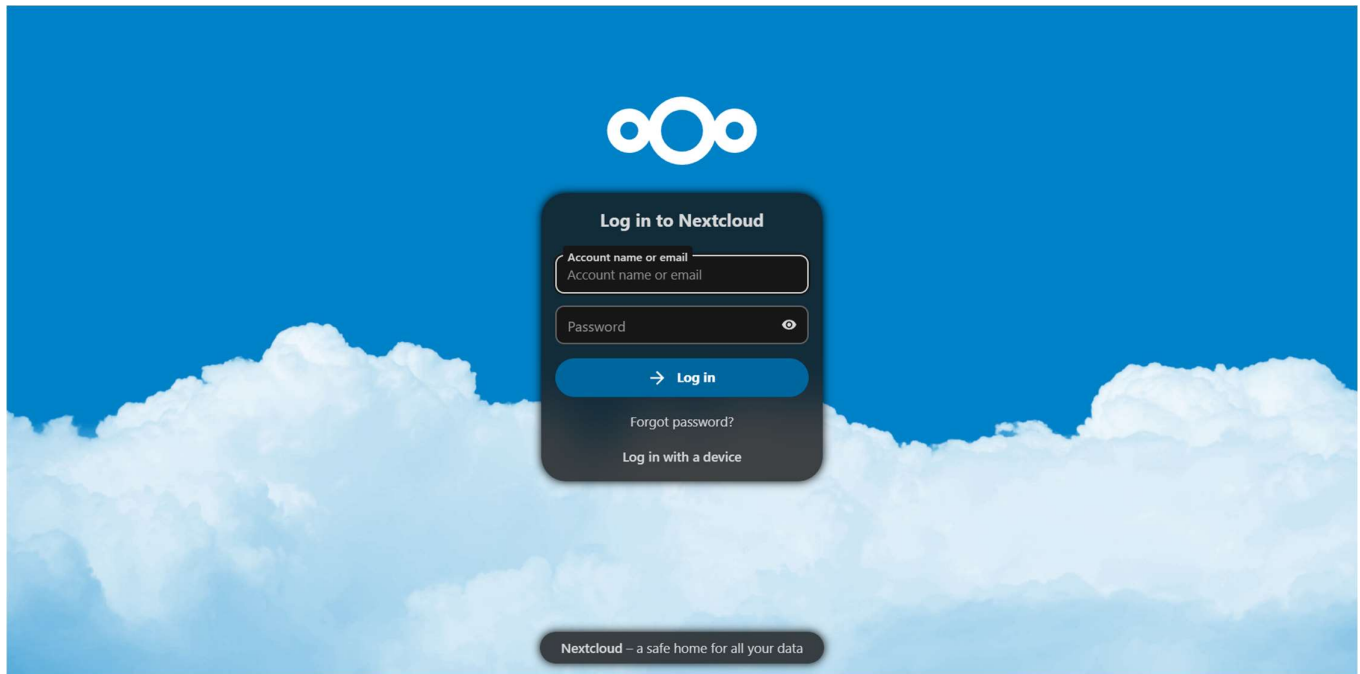 Log in to Nextcloud
Account name or email
Account name or email
Password
Log in
Forgot password?
Log in with a device
Nextcloud – a safe home for all your data